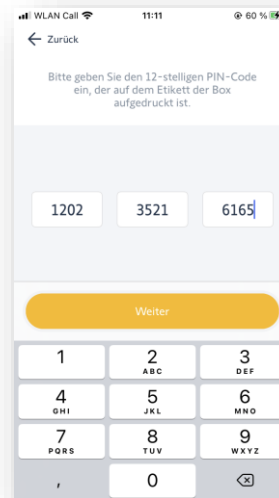 WLAN Call 11:11 60 %
Zurück
Bitte geben Sie den 12-stelligen PIN-Code
ein, der auf dem Etikett der Box
aufgedruckt ist.
1202 3521 6165
Weiter
1 2 3
ABC DEF
4 5 6
GHI JKL MNO
7 8 9
PQRS TUV WXYZ
, 0